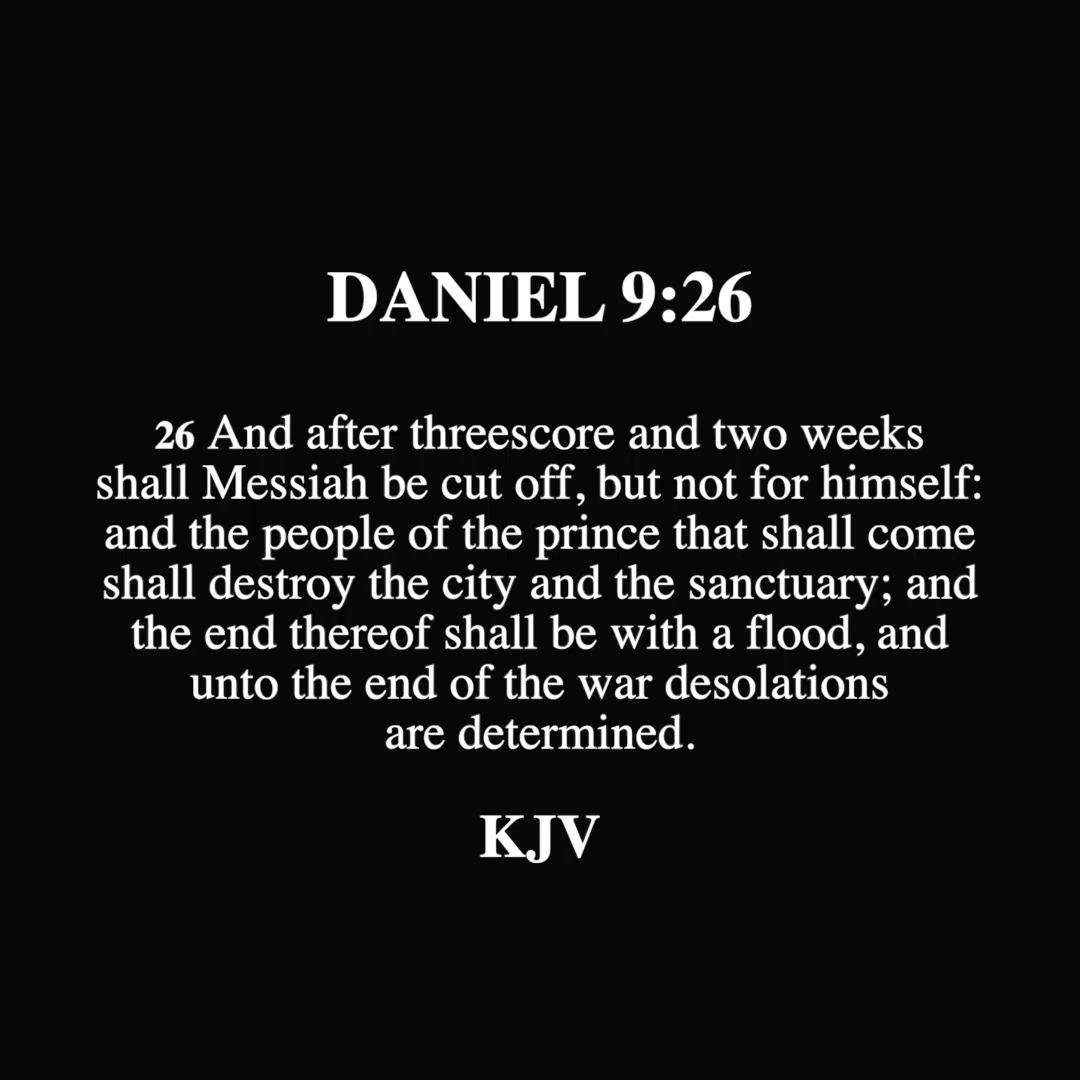 DANIEL 9:26
26 And after threescore and two weeks
shall Messiah be cut off, but not for himself:
and the people of the prince that shall come
shall destroy the city and the sanctuary; and
the end thereof shall be with a flood, and
unto the end of the war desolations
are determined.
KJV